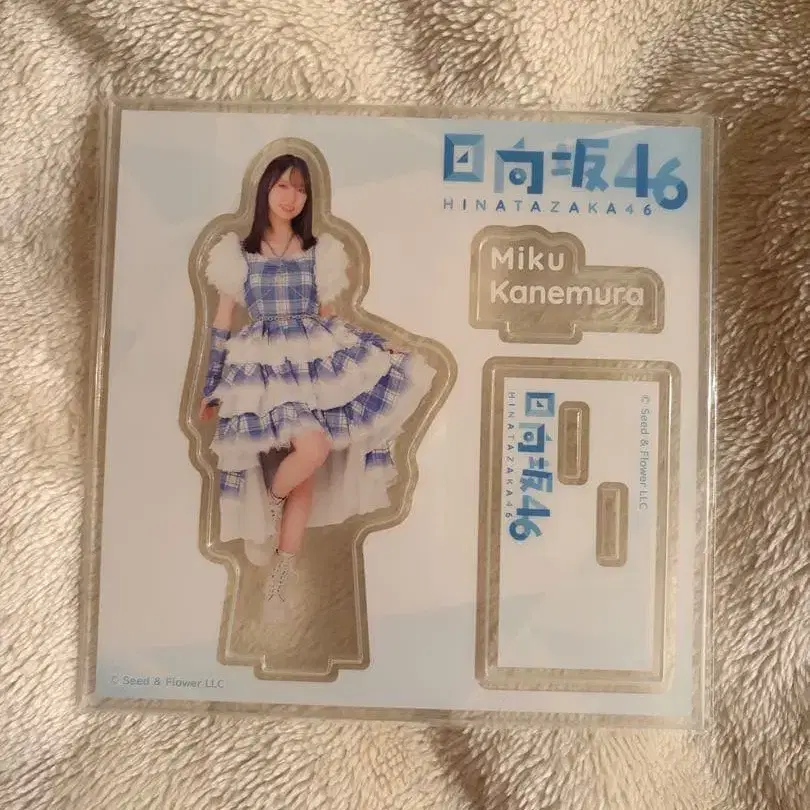 日向坂46
HINATAZAKA46
Miku
Kanemura
日向坂46
HINATAZAKA46
© Seed & Flower LLC
© Seed & Flower LLC